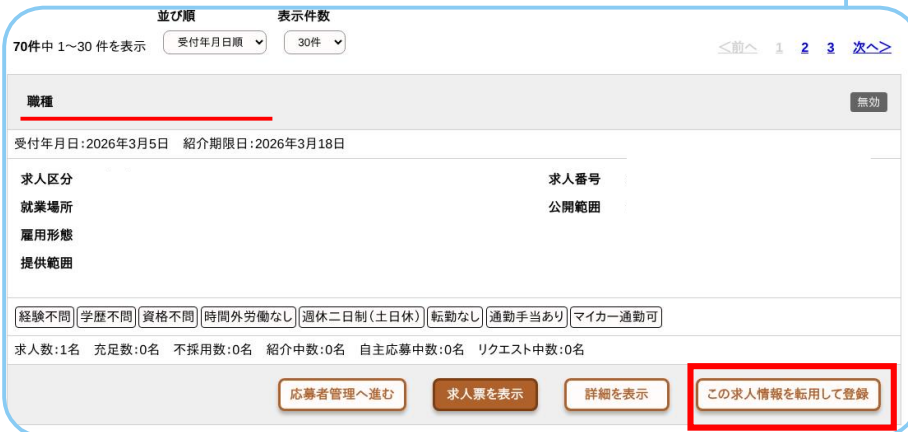 並び順 表示件数
70件中 1～30 件を表示 受付年月日順 30件 <前へ 1 2 3 次へ>
職種 無効
受付年月日:2026年3月5日 紹介期限日:2026年3月18日
求人区分 求人番号
就業場所 公開範囲
雇用形態
提供範囲
経験不問 学歴不問 資格不問 時間外労働なし 週休二日制(土日休) 転勤なし 通勤手当あり マイカー通勤可
求人数:1名 充足数:0名 不採用数:0名 紹介中数:0名 自主応募中数:0名 リクエスト中数:0名
応募者管理へ進む 求人票を表示 詳細を表示 この求人情報を転用して登録